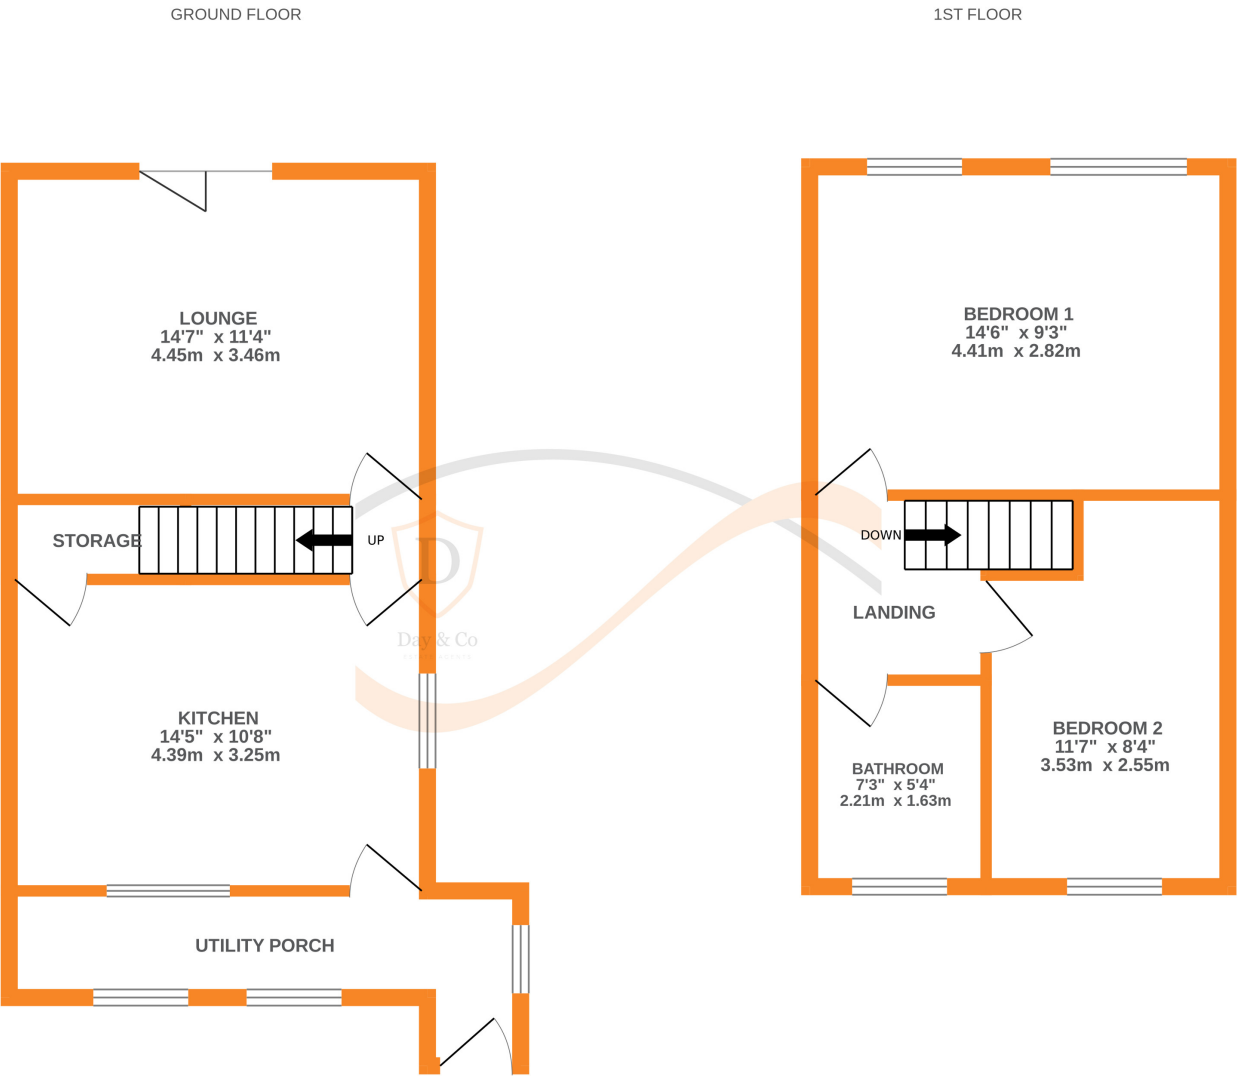 GROUND FLOOR
1ST FLOOR
LOUNGE
14'7" x 11'4"
4.45m x 3.46m
STORAGE
UP
KITCHEN
14'5" x 10'8"
4.39m x 3.25m
UTILITY PORCH
D
Day & Co
BEDROOM 1
14'6" x 9'3"
4.41m x 2.82m
DOWN
LANDING
BATHROOM
7'3" x 5'4"
2.21m x 1.63m
BEDROOM 2
11'7" x 8'4"
3.53m x 2.55m